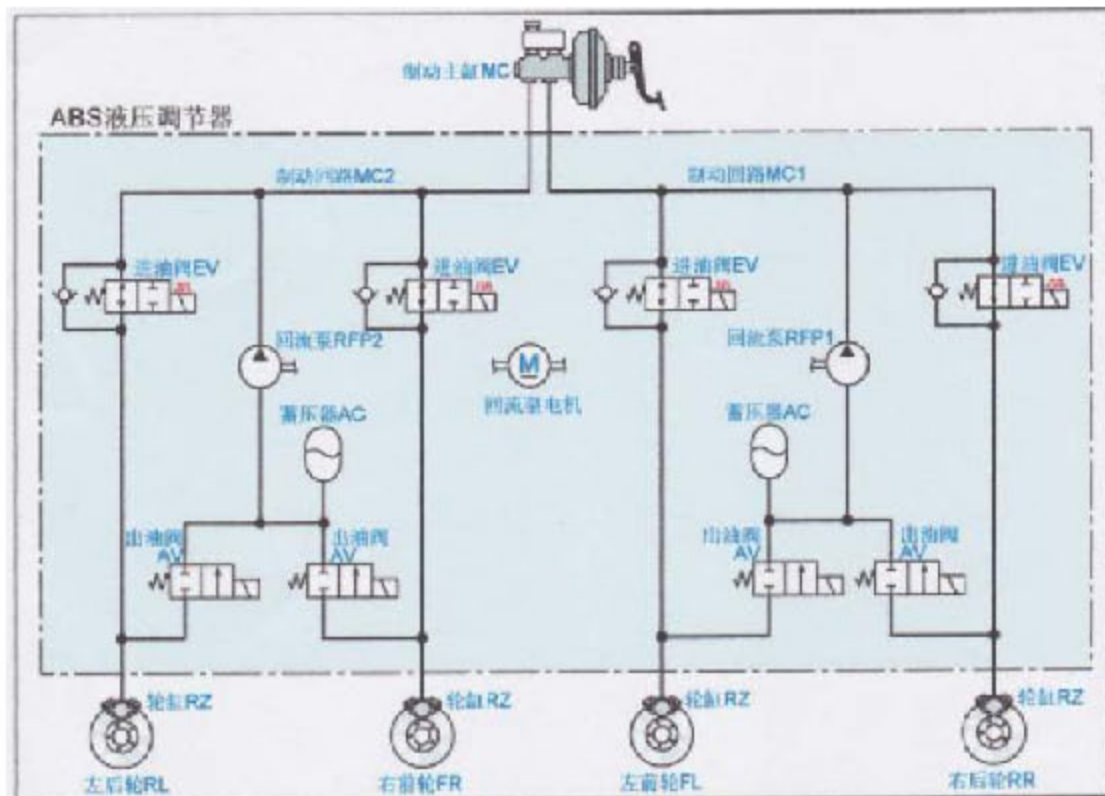 制动主缸MC
ABS液压调节器
制动回路MC2
制动回路MC1
进油阀EV
进油阀EV
进油阀EV
进油阀EV
回流泵RFP2
M
回流泵RFP1
回流泵电机
蓄压器AC
蓄压器AC
出油阀
AV
出油阀
AV
出油阀
AV
出油阀
AV
轮缸RZ
轮缸RZ
轮缸RZ
轮缸RZ
左后轮RL
右前轮FR
左前轮FL
右后轮RR